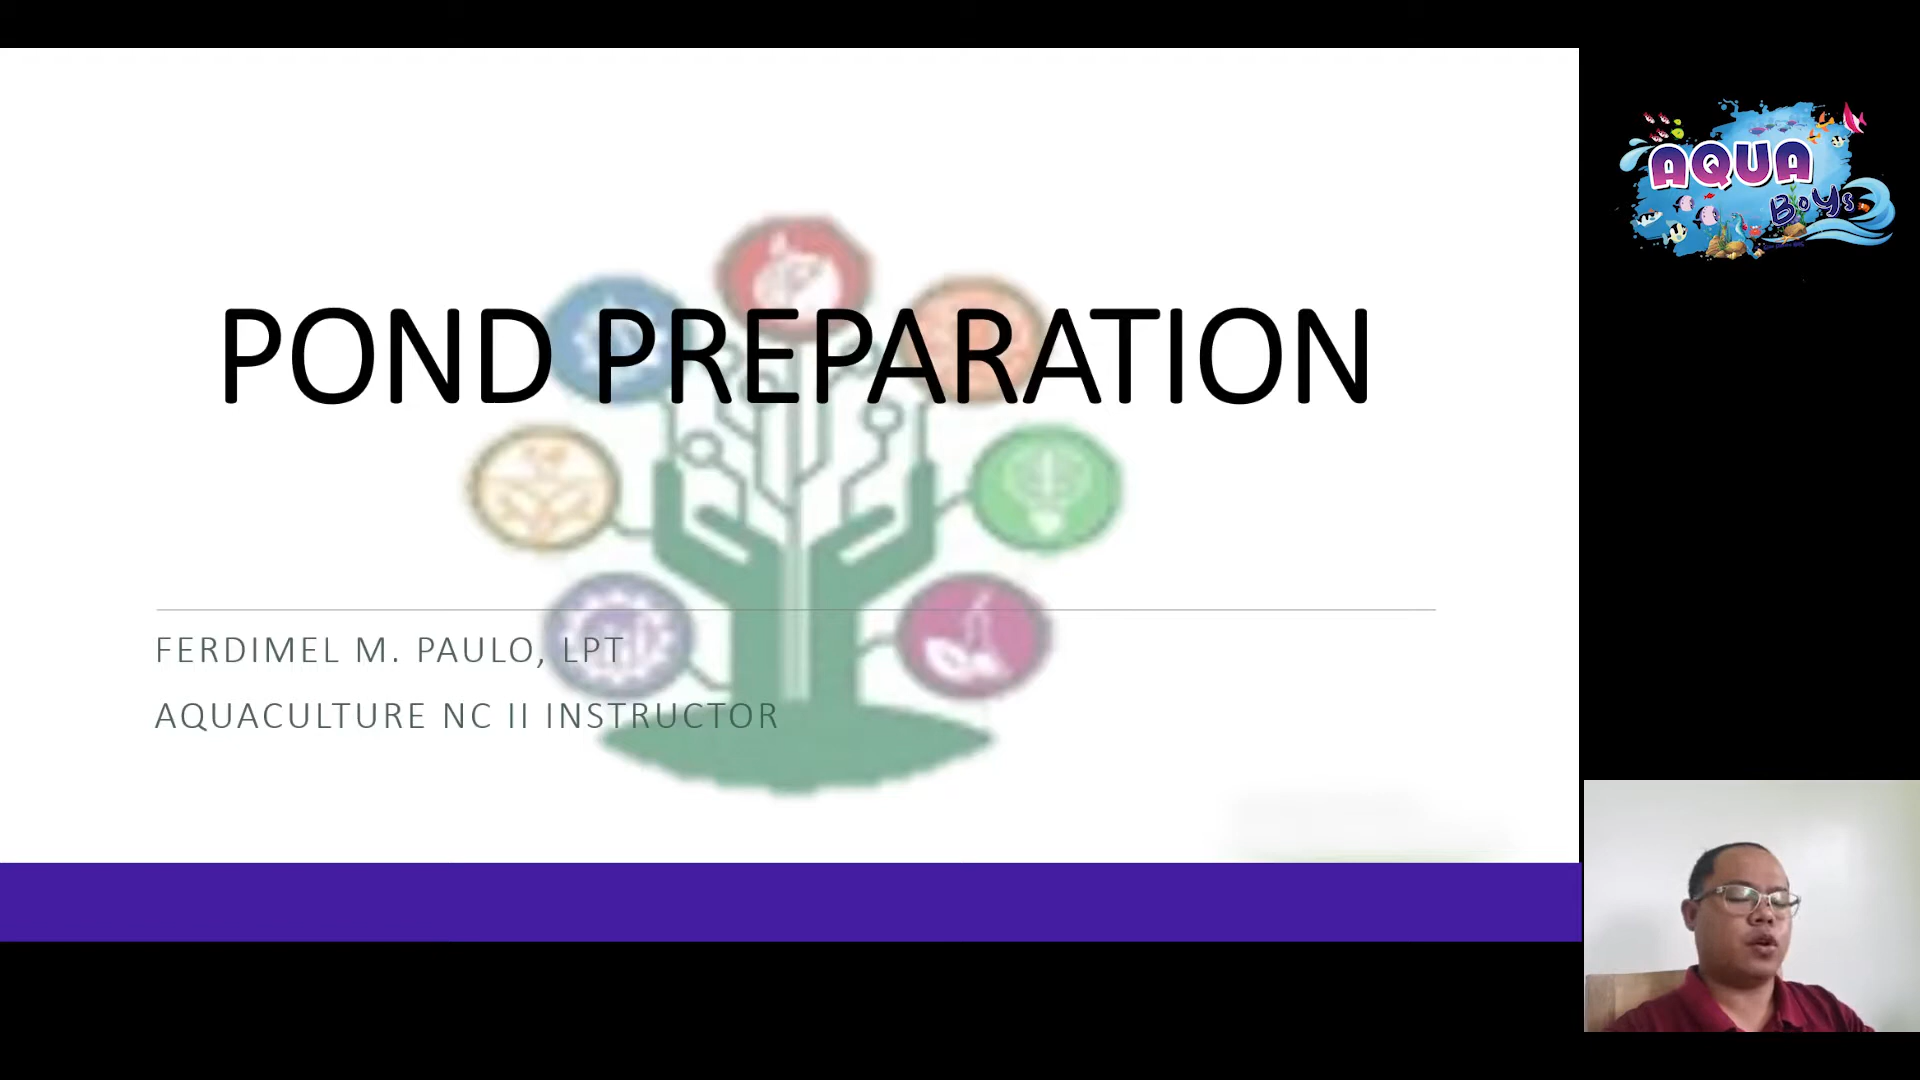 POND PREPARATION
FERDIMEL M. PAULO, LPT
AQUACULTURE NC II INSTRUCTOR
AQUA
Boys